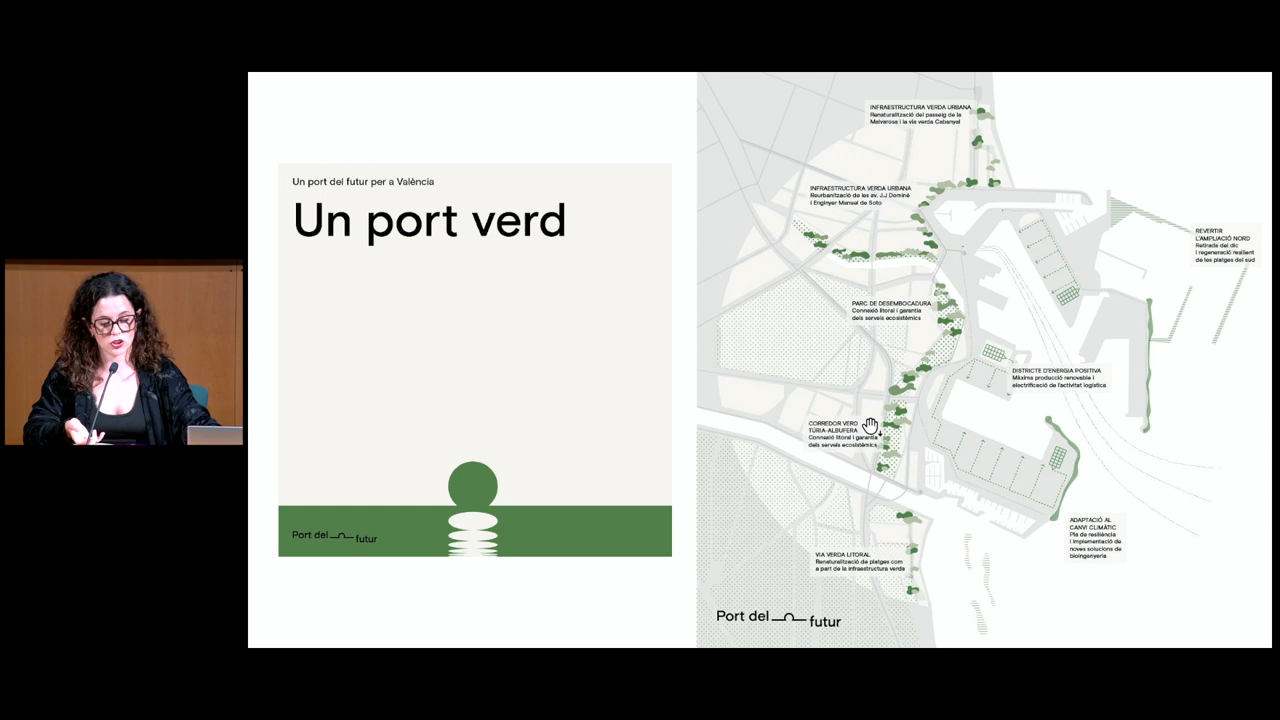 Un port del futur per a València
Un port verd
Port del
futur
INFRAESTRUCTURA VERDA URBANA
Renaturalització del passeig de la
Malvarosa i la via verda Cabanyal
INFRAESTRUCTURA VERDA URBANA
Reurbanització de les av. J.J Dominé
i Enginyer Manuel de Soto
REVERTIR
L'AMPLIACIÓ NORD
Retirada del dic
i regeneració resilient
de les platges del sud
PARC DE DESEMBOCADURA
Connexió litoral i garantia
dels serveis ecosistèmics
DISTRICTE D'ENERGIA POSITIVA
Màxima producció renovable i
electrificació de l'activitat logística
CORREDOR VERD
TÚRIA-ALBUFERA
Connexió litoral i garantia
dels serveis ecosistèmics
ADAPTACIÓ AL
CANVI CLIMÀTIC
Pla de resiliència
i implementació de
noves solucions de
bioingenyeria
VIA VERDA LITORAL
Renaturalització de platges com
a part de la infraestructura verda
Port del
futur